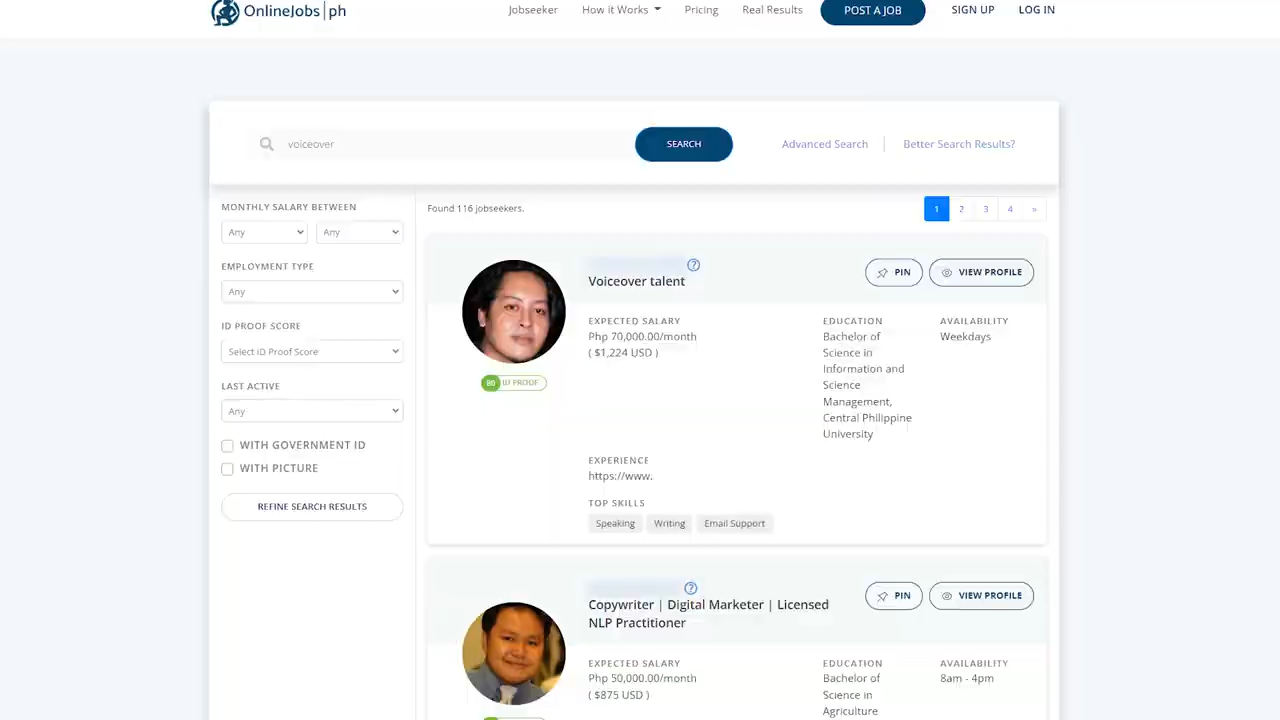 OnlineJobs|ph
Jobseeker
How it Works
Pricing
Real Results
POST A JOB
SIGN UP
LOG IN
voiceover
SEARCH
Advanced Search
Better Search Results?
MONTHLY SALARY BETWEEN
Any
Any
EMPLOYMENT TYPE
Any
ID PROOF SCORE
Select ID Proof Score
LAST ACTIVE
Any
WITH GOVERNMENT ID
WITH PICTURE
REFINE SEARCH RESULTS
Found 116 jobseekers.
1 2 3 4 »
?
Voiceover talent
PIN
VIEW PROFILE
80 ID PROOF
EXPECTED SALARY
Php 70,000.00/month
( $1,224 USD )
EDUCATION
Bachelor of
Science in
Information and
Science
Management,
Central Philippine
University
AVAILABILITY
Weekdays
EXPERIENCE
https://www.
TOP SKILLS
Speaking
Writing
Email Support
?
Copywriter | Digital Marketer | Licensed
NLP Practitioner
PIN
VIEW PROFILE
EXPECTED SALARY
Php 50,000.00/month
( $875 USD )
EDUCATION
Bachelor of
Science in
Agriculture
AVAILABILITY
8am - 4pm